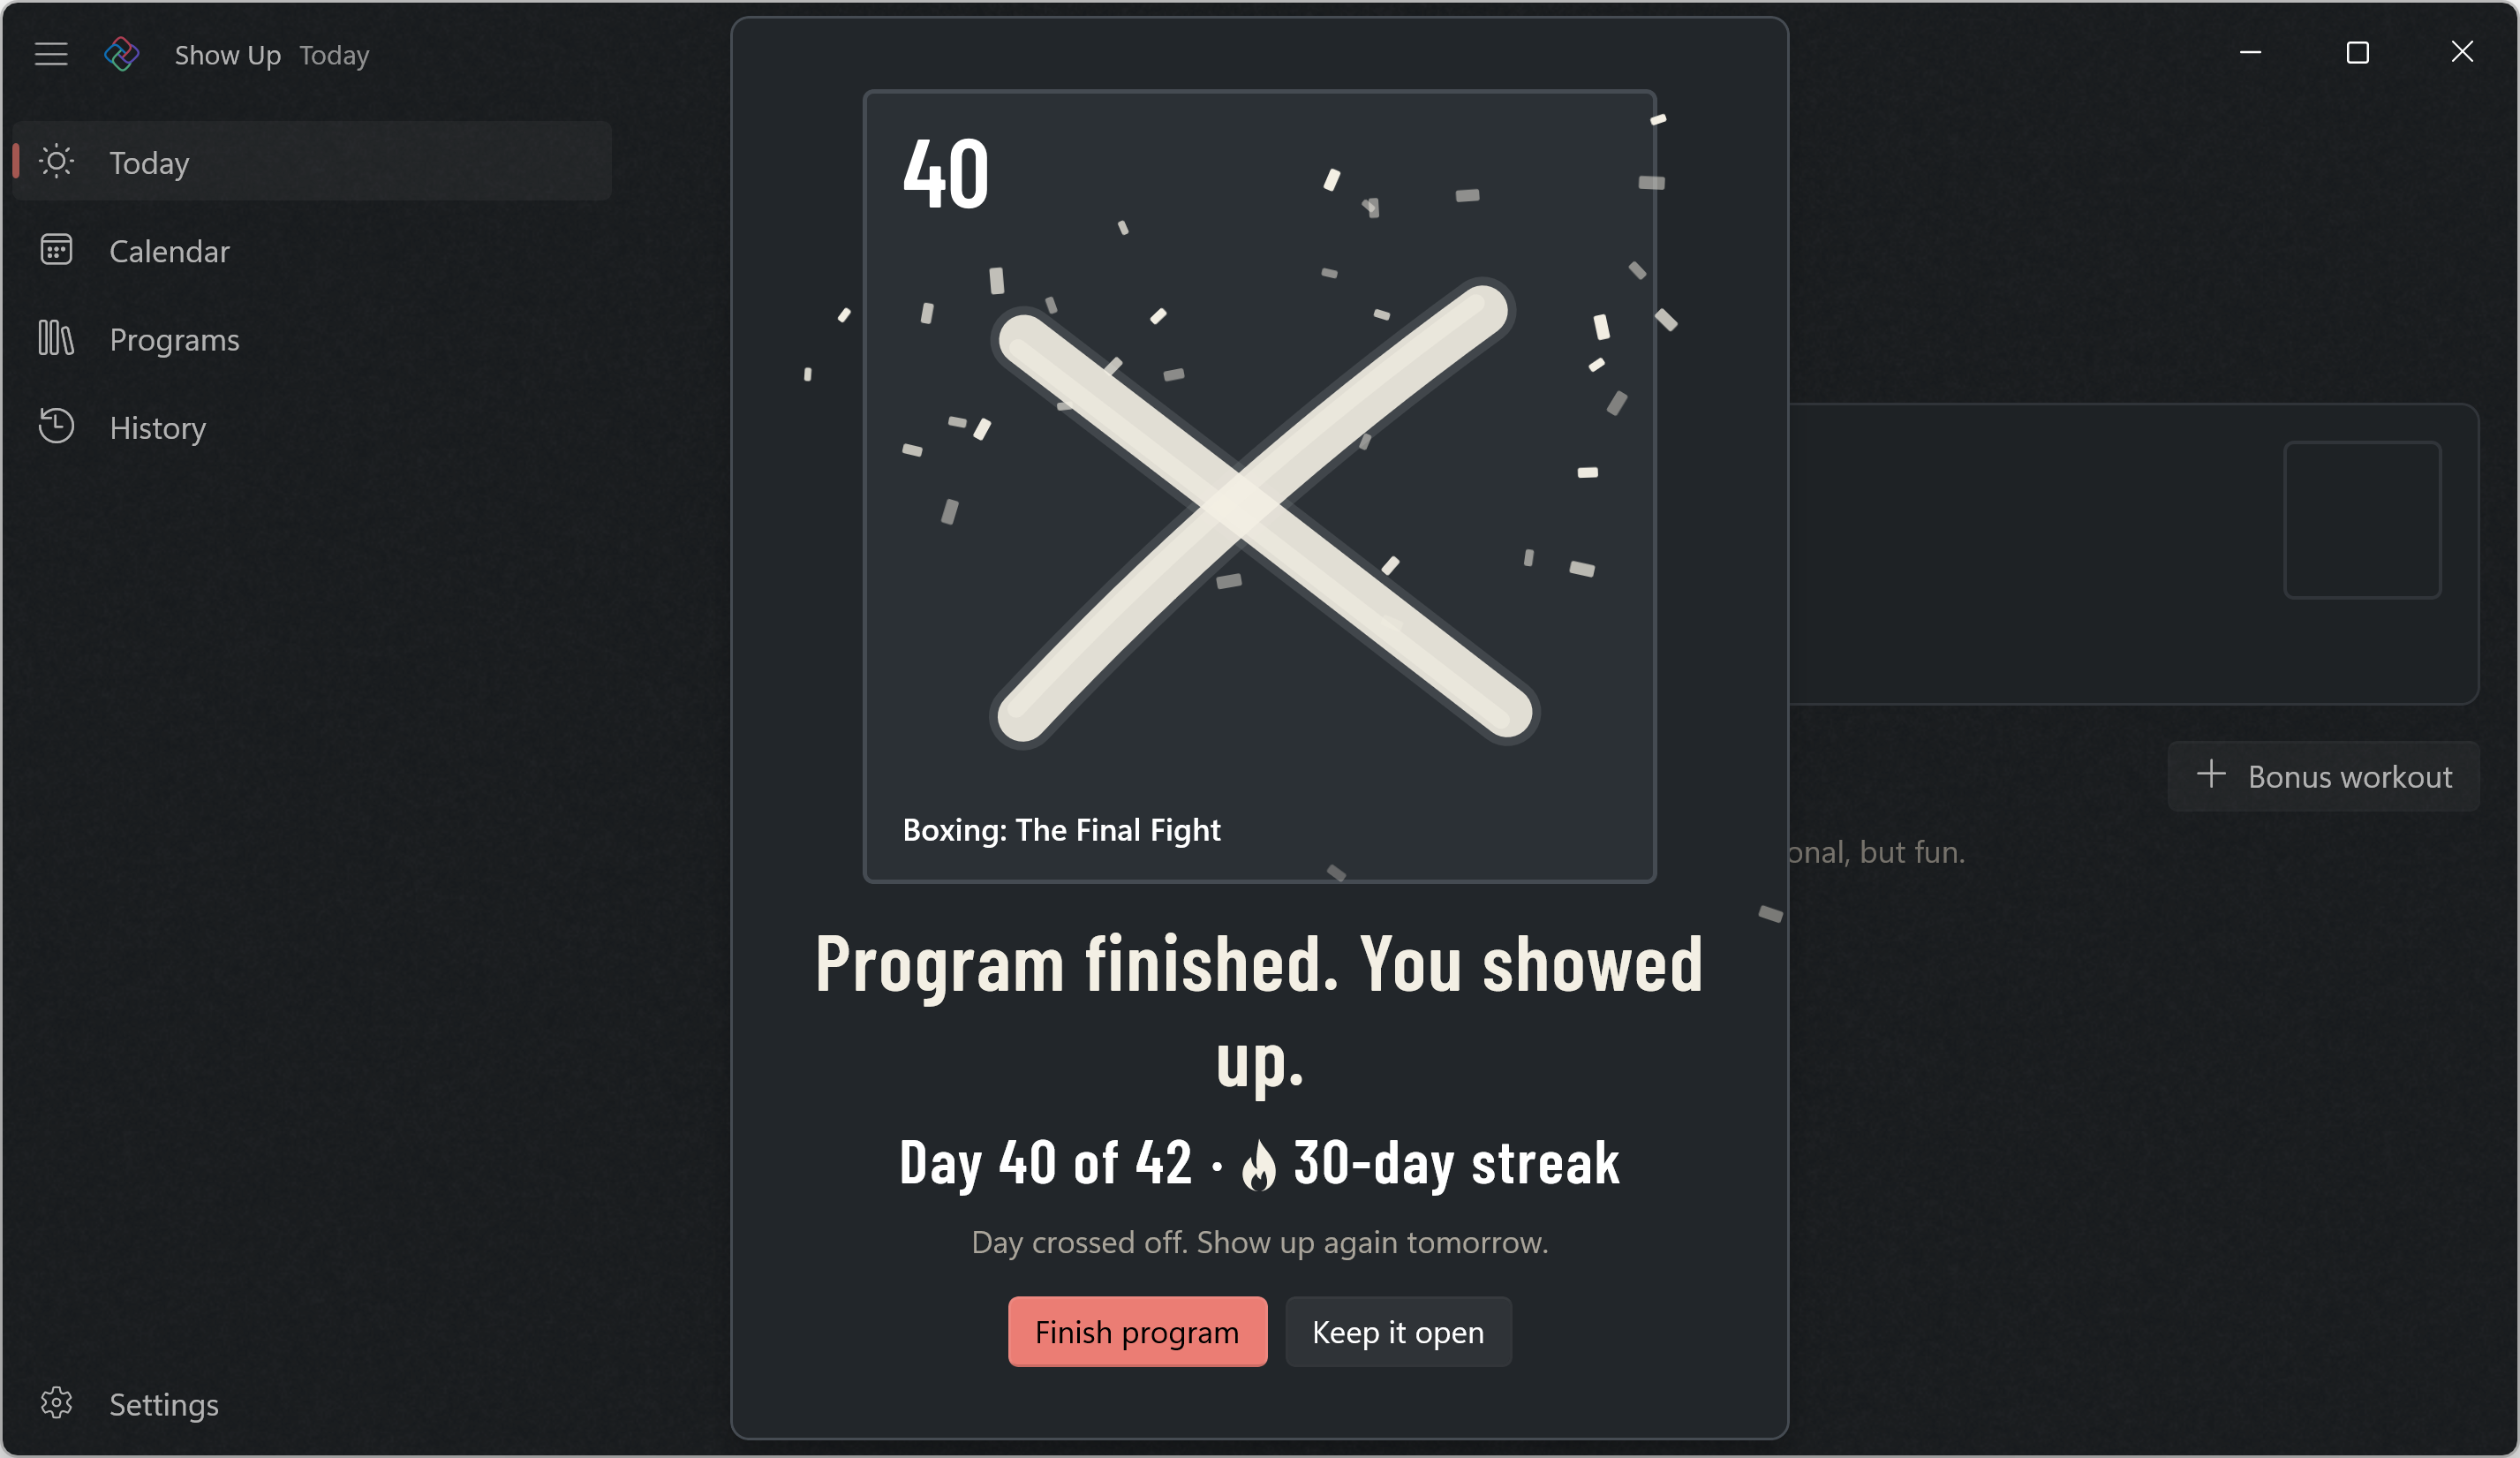 Show Up Today
Today
Calendar
Programs
History
Settings
40
Boxing: The Final Fight
Program finished. You showed
up.
Day 40 of 42 · 30-day streak
Day crossed off. Show up again tomorrow.
Finish program
Keep it open
Bonus workout
but fun.